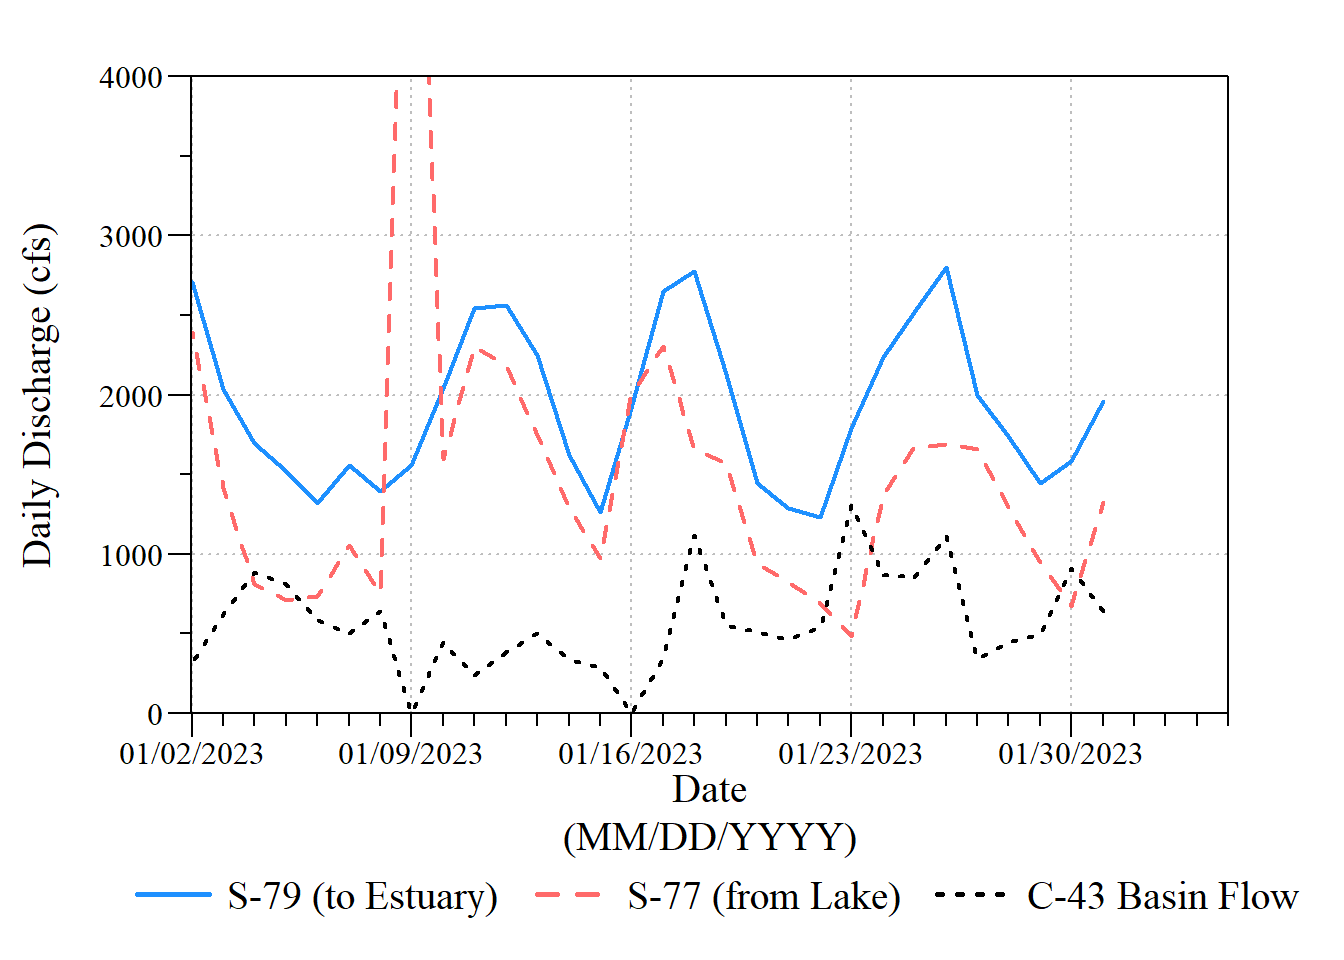 4000
3000
2000
1000
0
Daily Discharge (cfs)
01/02/2023 01/09/2023 01/16/2023 01/23/2023 01/30/2023
Date
(MM/DD/YYYY)
S-79 (to Estuary) S-77 (from Lake) C-43 Basin Flow